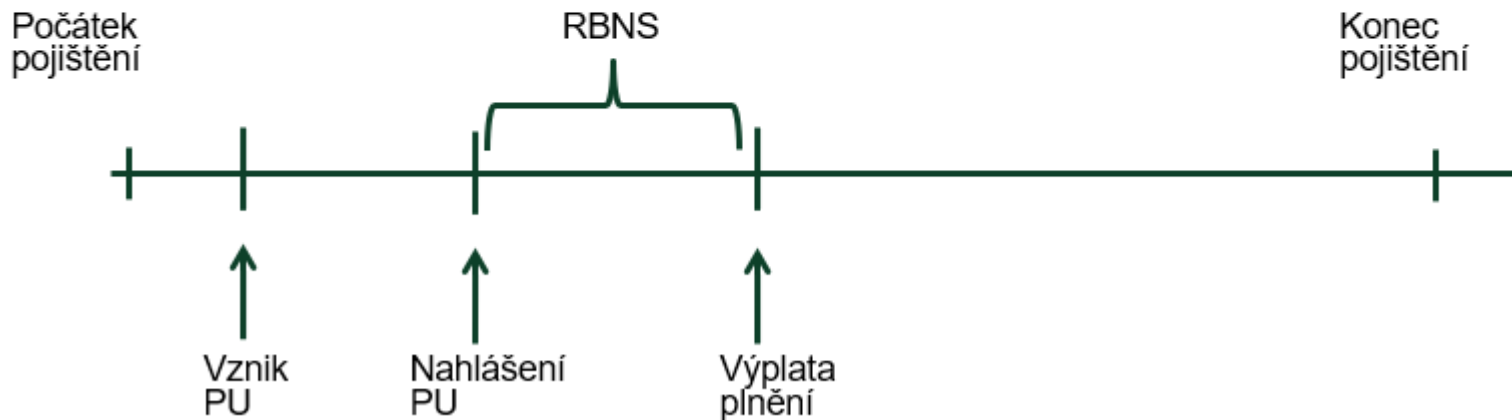 Počátek
pojištění
RBNS
Konec
pojištění
Vznik
PU
Nahlášení
PU
Výplata
plnění